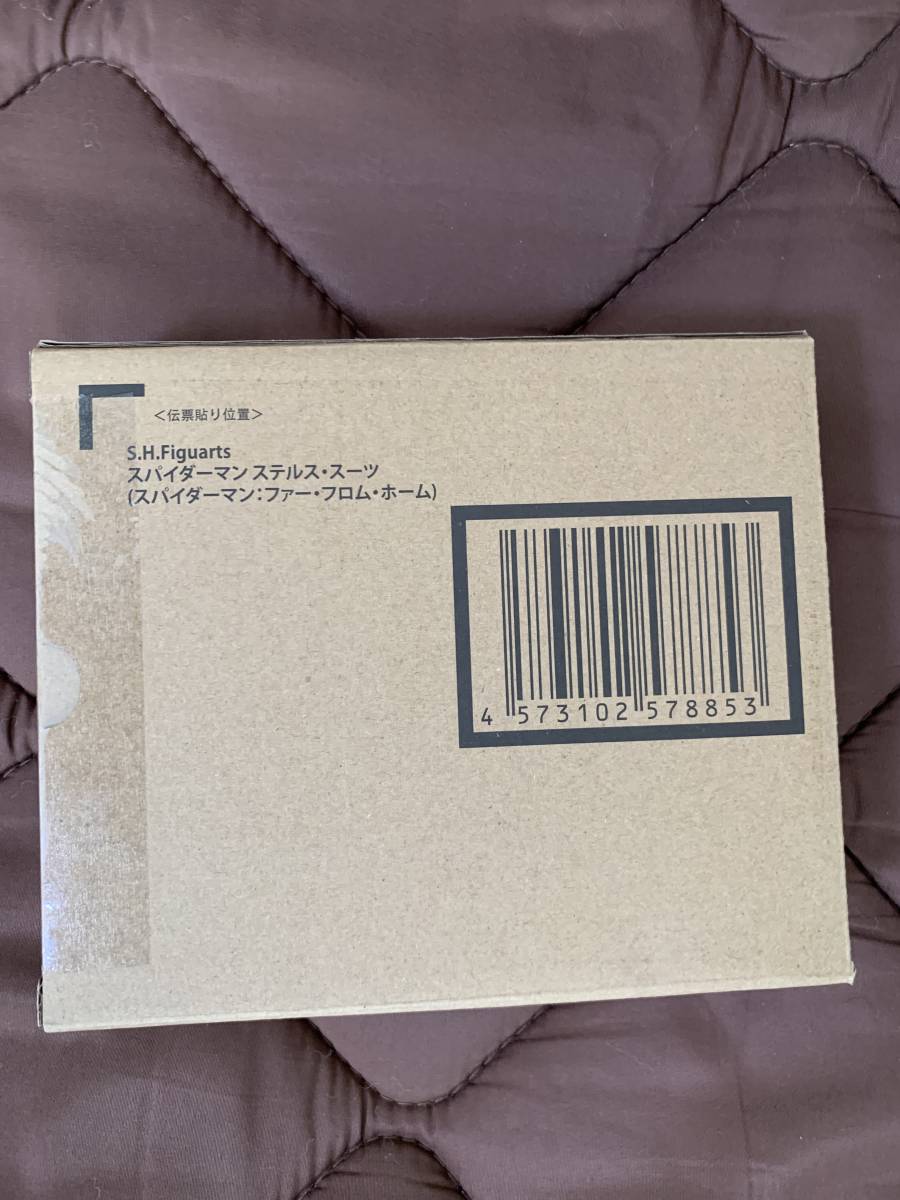 ＜伝票貼り位置＞
S.H.Figuarts
スパイダーマン ステルス・スーツ
(スパイダーマン：ファー・フロム・ホーム)
4 573102 578853